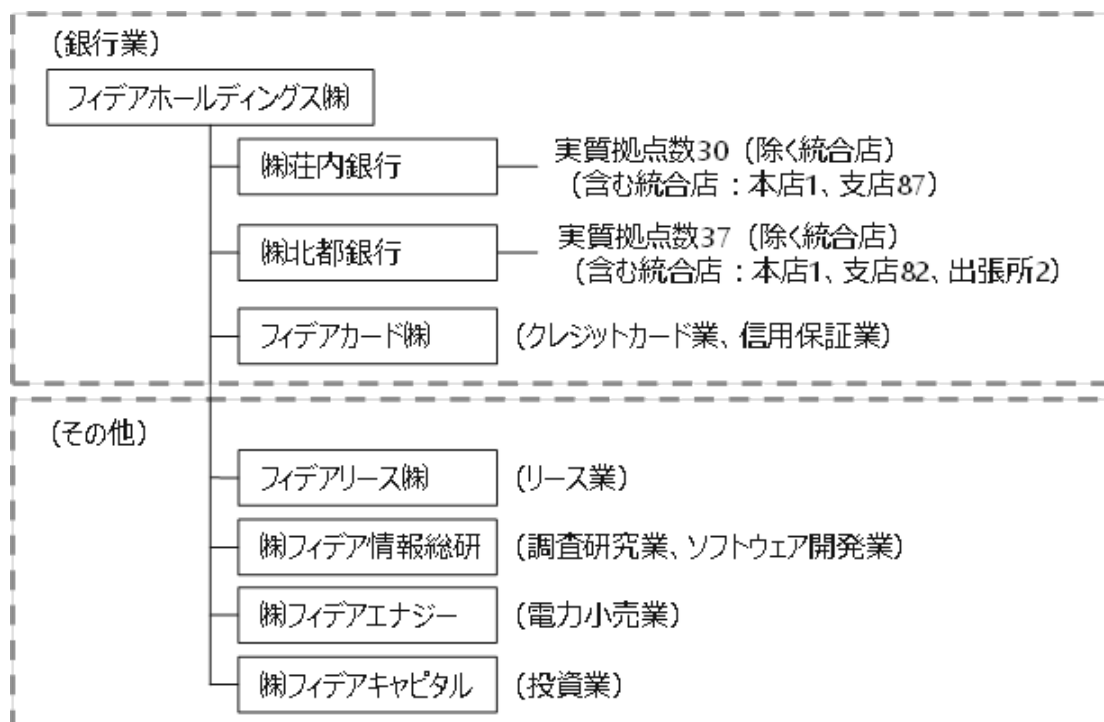 (銀行業)
フィデアホールディングス㈱
㈱荘内銀行 実質拠点数30 (除く統合店)
(含む統合店：本店1、支店87)
㈱北都銀行 実質拠点数37 (除く統合店)
(含む統合店：本店1、支店82、出張所2)
フィデアカード㈱ (クレジットカード業、信用保証業)
(その他)
フィデアリース㈱ (リース業)
㈱フィデア情報総研 (調査研究業、ソフトウェア開発業)
㈱フィデアエナジー (電力小売業)
㈱フィデアキャピタル (投資業)